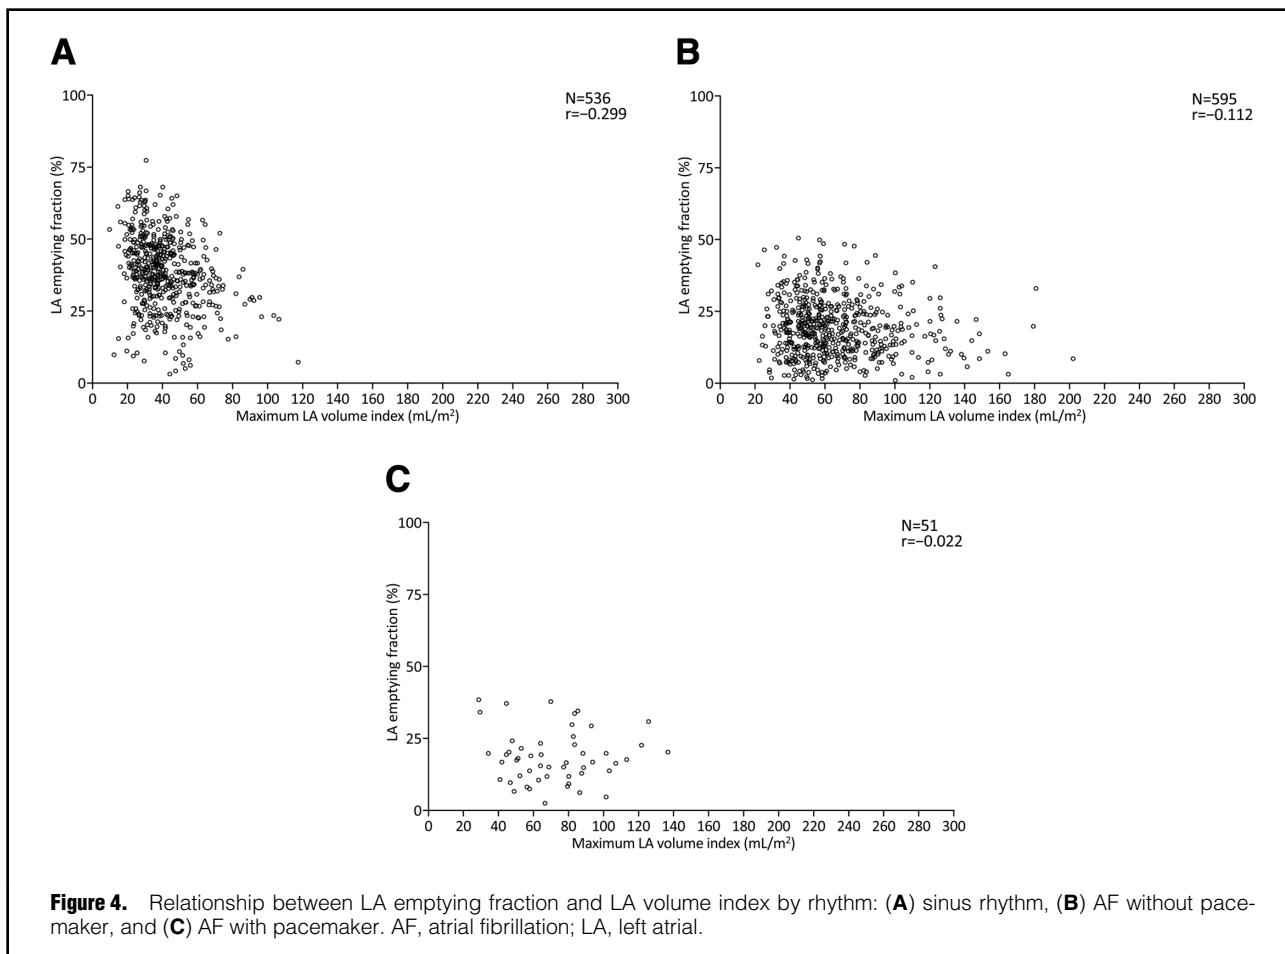 A
N=536
r=−0.299
100
75
50
25
0
LA emptying fraction (%)
0 20 40 60 80 100 120 140 160 180 200 220 240 260 280 300
Maximum LA volume index (mL/m²)
B
N=595
r=−0.112
100
75
50
25
0
LA emptying fraction (%)
0 20 40 60 80 100 120 140 160 180 200 220 240 260 280 300
Maximum LA volume index (mL/m²)
C
N=51
r=−0.022
100
75
50
25
0
LA emptying fraction (%)
0 20 40 60 80 100 120 140 160 180 200 220 240 260 280 300
Maximum LA volume index (mL/m²)
Figure 4. Relationship between LA emptying fraction and LA volume index by rhythm: (A) sinus rhythm, (B) AF without pace-
maker, and (C) AF with pacemaker. AF, atrial fibrillation; LA, left atrial.